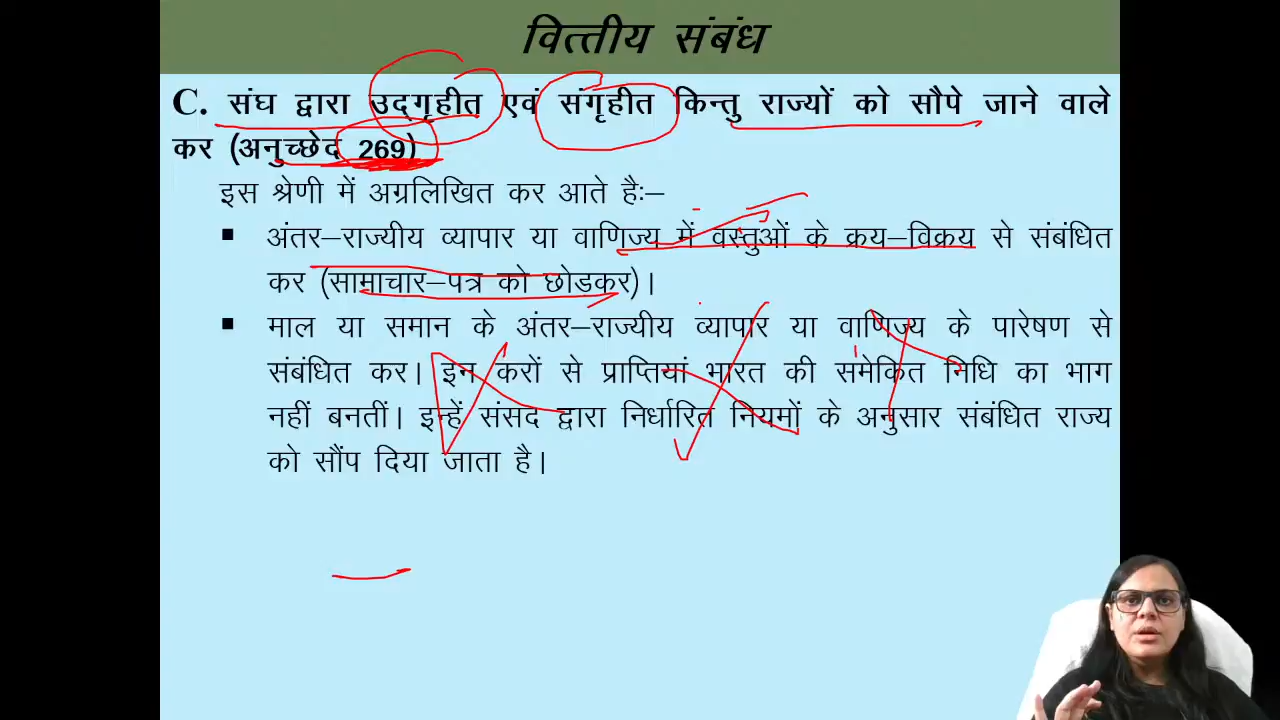 वित्तीय संबंध
C. संघ द्वारा उद्गृहीत एवं संगृहीत किन्तु राज्यों को सौपे जाने वाले
कर (अनुच्छेद 269)
इस श्रेणी में अग्रलिखित कर आते हैः–
▪ अंतर–राज्यीय व्यापार या वाणिज्य में वस्तुओं के क्रय–विक्रय से संबंधित
कर (सामाचार–पत्र को छोड़कर)।
▪ माल या समान के अंतर–राज्यीय व्यापार या वाणिज्य के पारेषण से
संबंधित कर। इन करों से प्राप्तियां भारत की समेकित निधि का भाग
नहीं बनतीं। इन्हें संसद द्वारा निर्धारित नियमों के अनुसार संबंधित राज्य
को सौंप दिया जाता है।